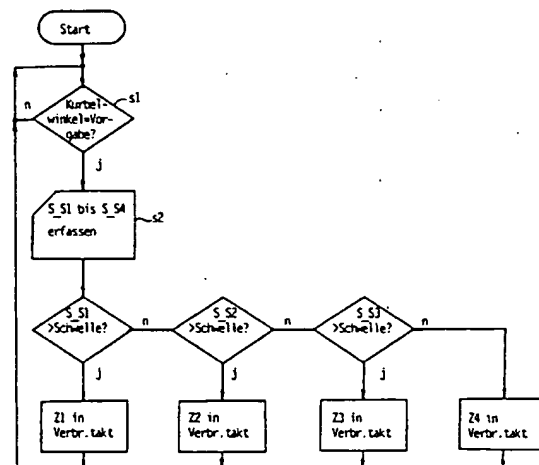 Start
n
Kurbel-
winkel=Vor-
gabe?
s1
j
S_S1 bis S_S4
erfassen
s2
S_S1
>Schwelle?
n
S_S2
>Schwelle?
n
S_S3
>Schwelle?
n
j
j
j
Z1 in
Verbr.takt
Z2 in
Verbr.takt
Z3 in
Verbr.takt
Z4 in
Verbr.takt